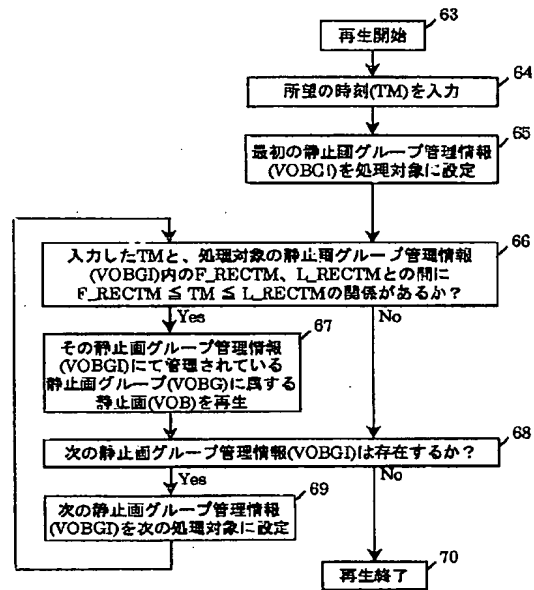 63
再生開始
64
所望の時刻(TM)を入力
65
最初の静止画グループ管理情報
(VOBGI)を処理対象に設定
66
入力したTMと、処理対象の静止画グループ管理情報
(VOBGI)内のF_RECTM、L_RECTMとの間に
F_RECTM ≦ TM ≦ L_RECTMの関係があるか？
Yes
No
67
その静止画グループ管理情報
(VOBGI)にて管理されている
静止画グループ(VOBG)に属する
静止画(VOB)を再生
68
次の静止画グループ管理情報(VOBGI)は存在するか？
Yes
No
69
次の静止画グループ管理情報
(VOBGI)を次の処理対象に設定
70
再生終了